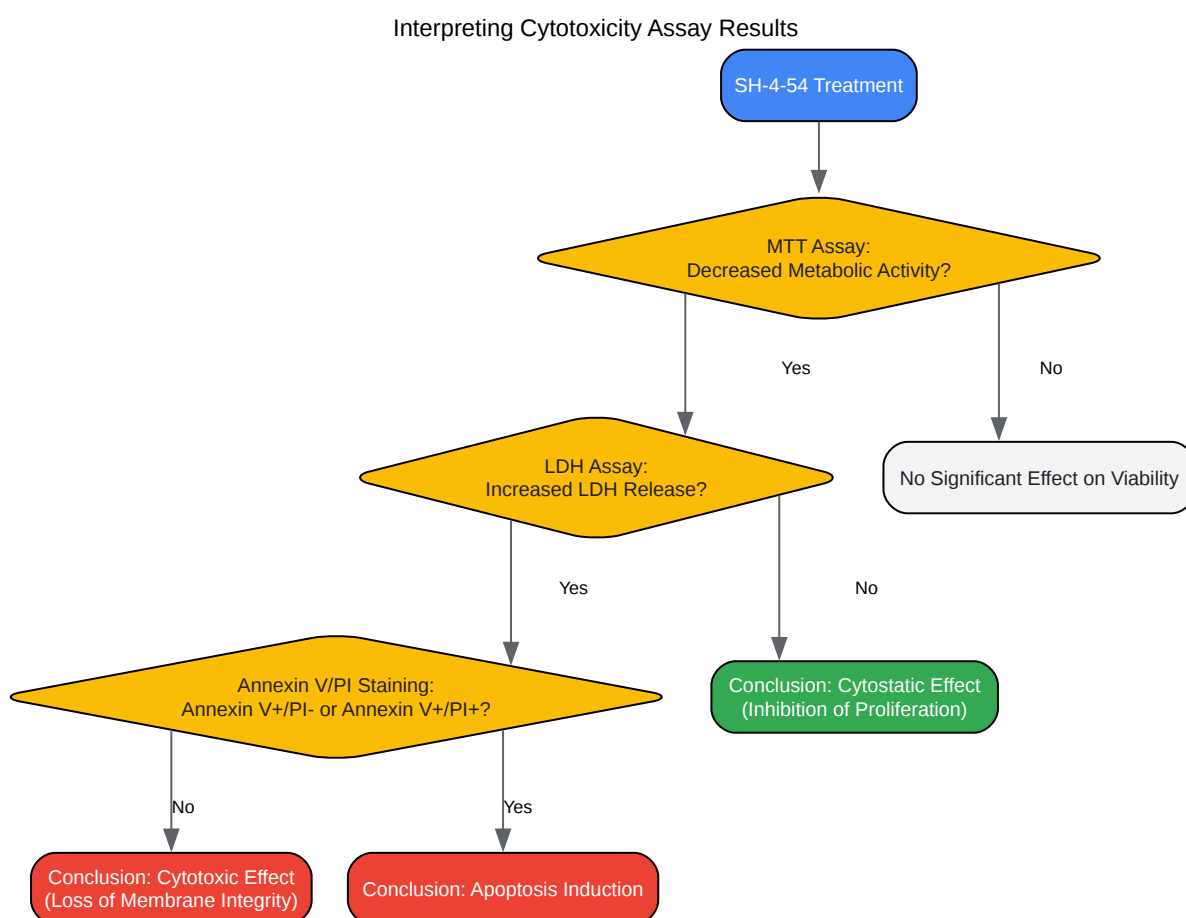 Interpreting Cytotoxicity Assay Results
SH-4-54 Treatment
MTT Assay:
Decreased Metabolic Activity?
Yes
No
LDH Assay:
Increased LDH Release?
No Significant Effect on Viability
Yes
No
Annexin V/PI Staining:
Annexin V+/PI- or Annexin V+/PI+?
Conclusion: Cytostatic Effect
(Inhibition of Proliferation)
No
Yes
Conclusion: Cytotoxic Effect
(Loss of Membrane Integrity)
Conclusion: Apoptosis Induction